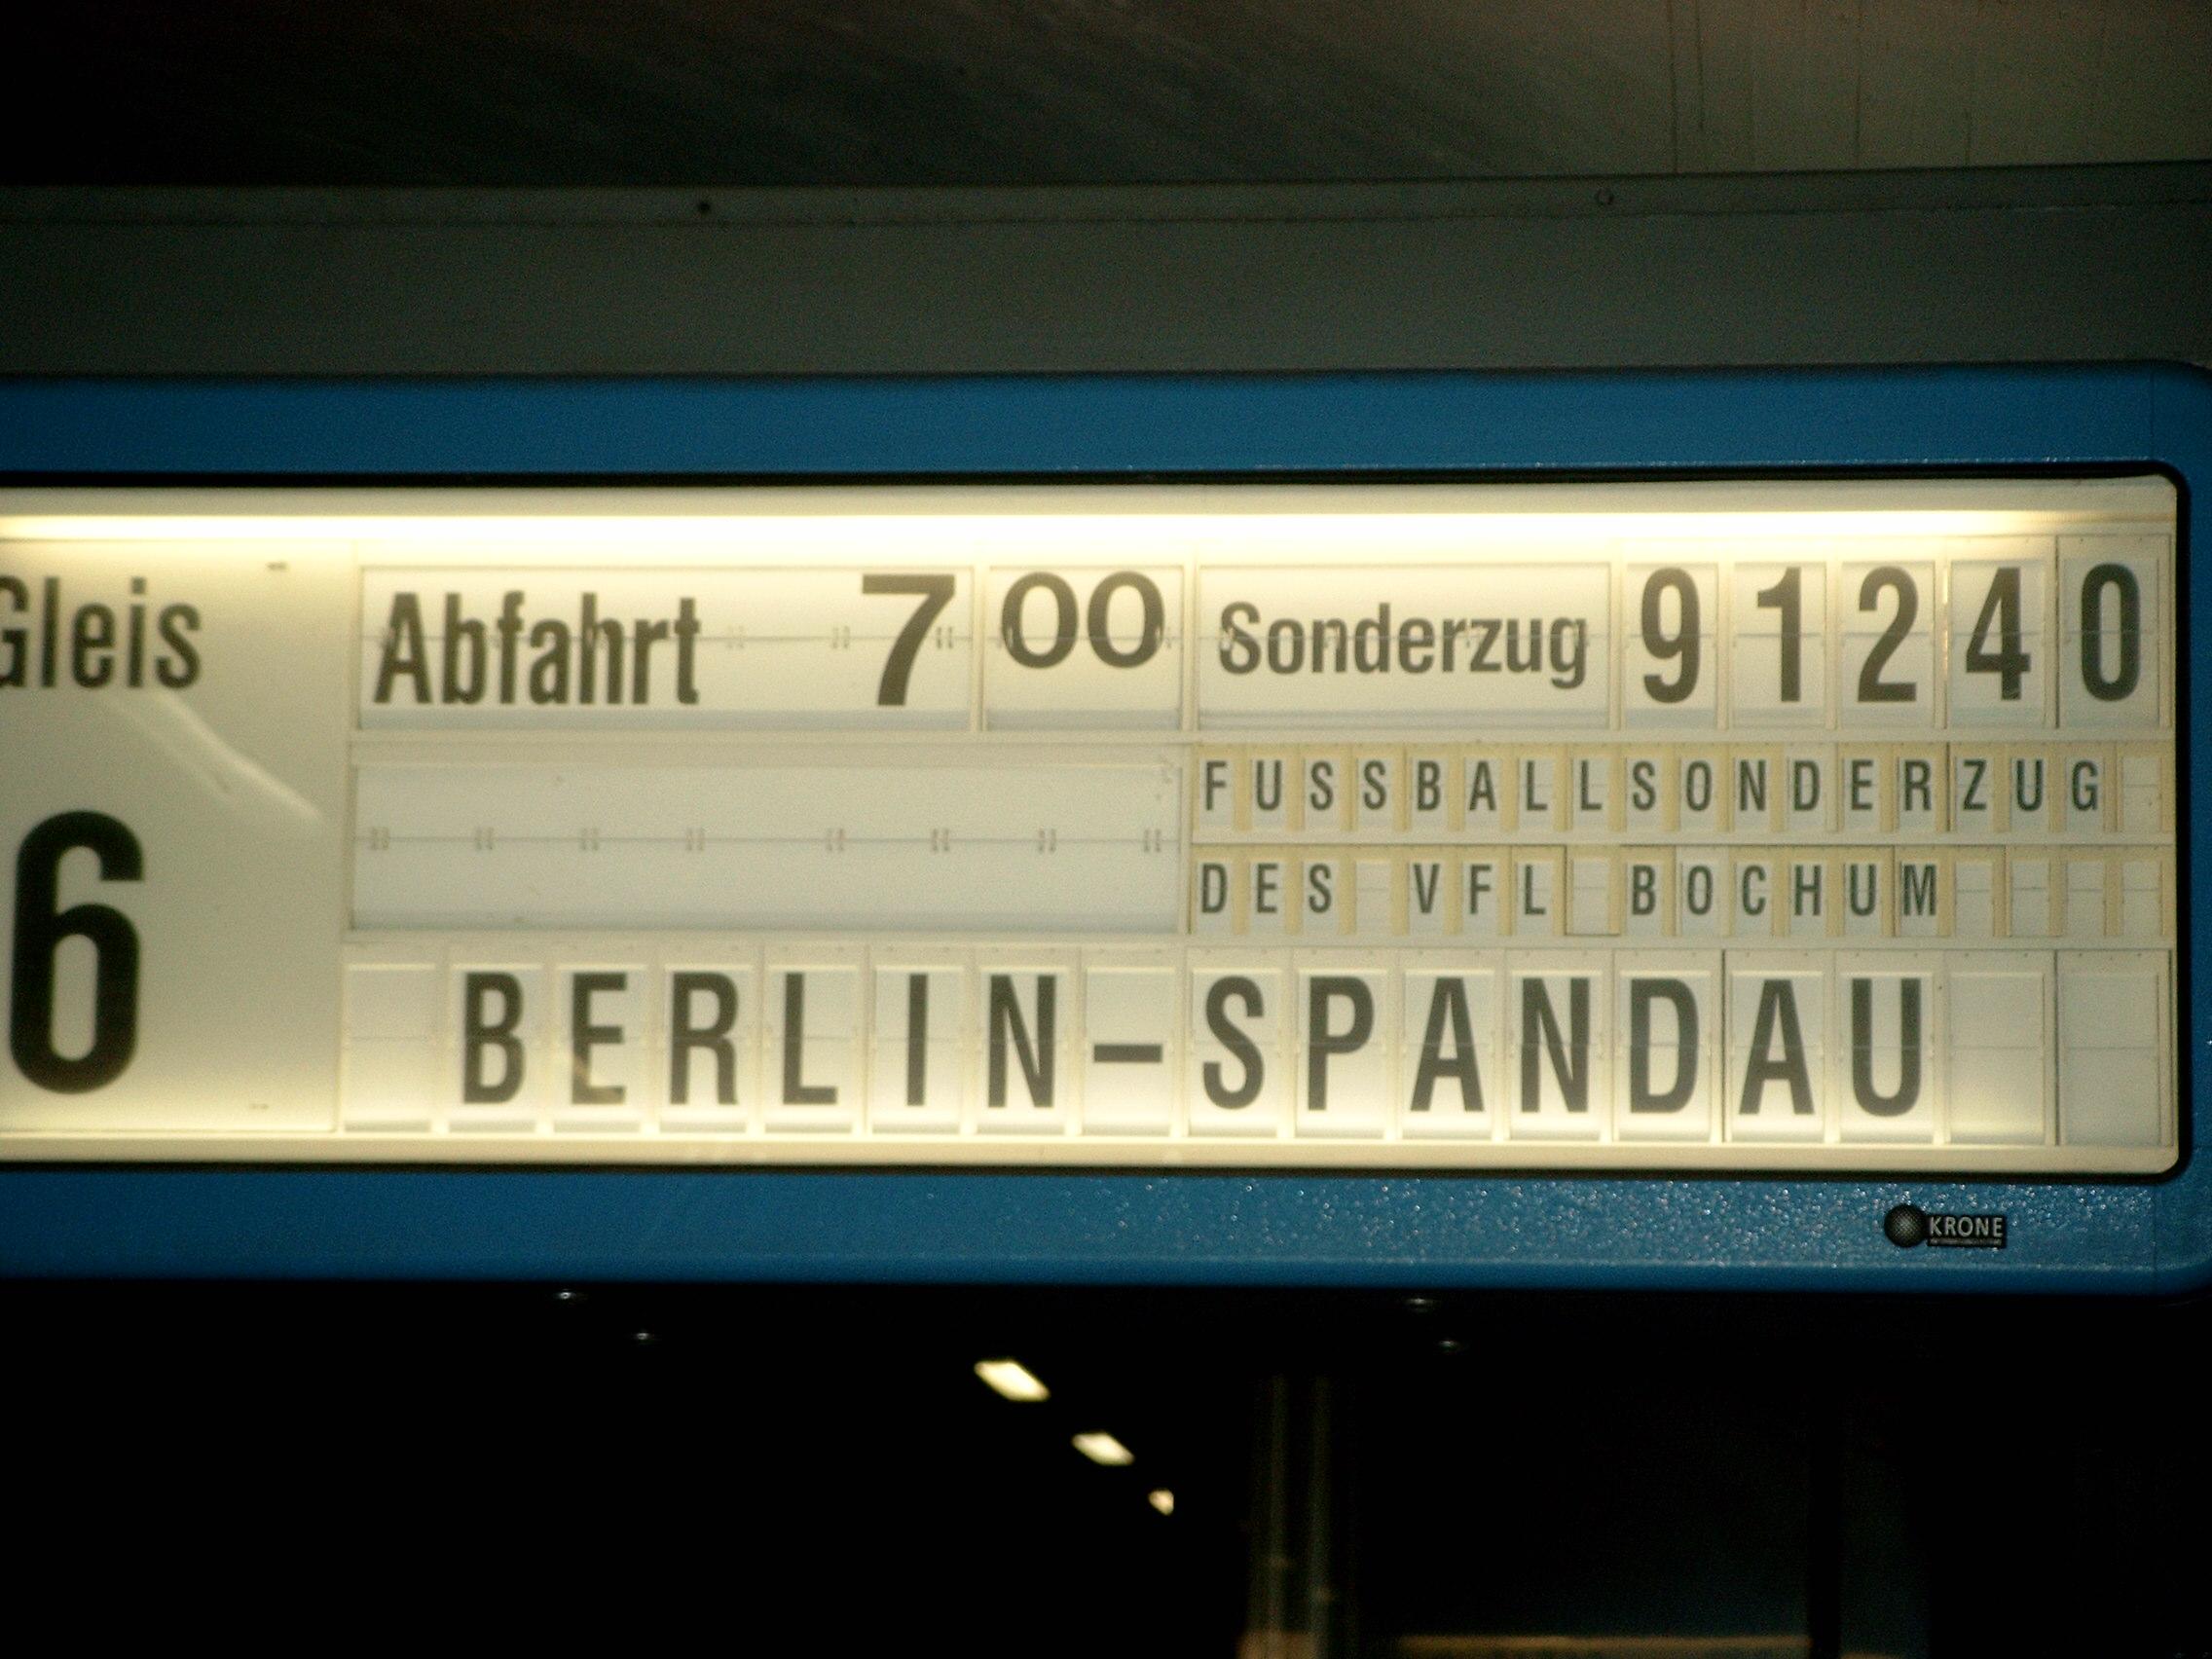 Gleis
6
Abfahrt 7 00 Sonderzug 91240
FUSSBALLSONDERZUG
DES VFL BOCHUM
BERLIN-SPANDAU
KRONE